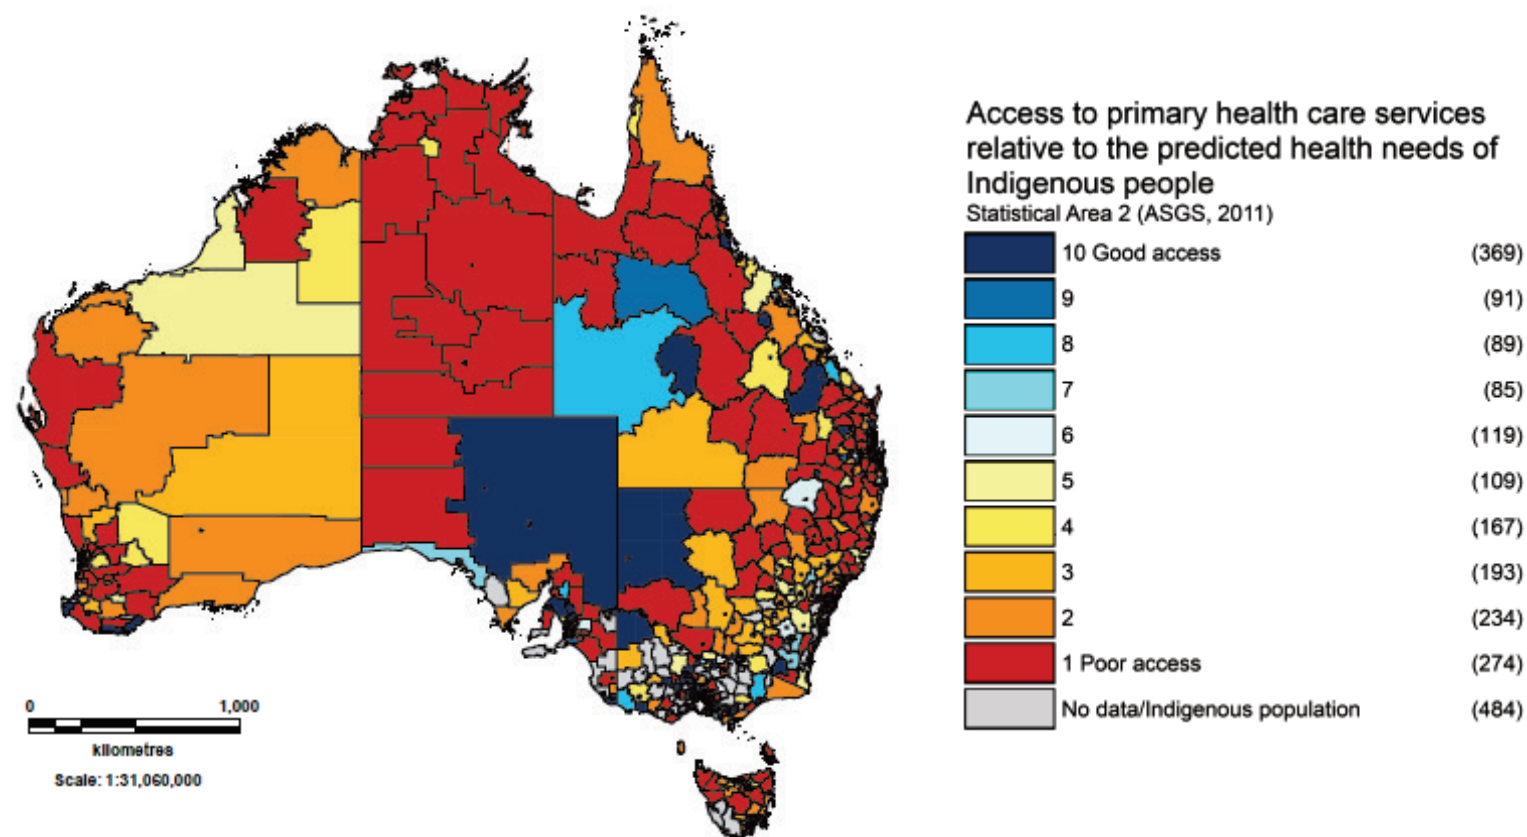 Access to primary health care services
relative to the predicted health needs of
Indigenous people
Statistical Area 2 (ASGS, 2011)
10 Good access (369)
9 (91)
8 (89)
7 (85)
6 (119)
5 (109)
4 (167)
3 (193)
2 (234)
1 Poor access (274)
No data/Indigenous population (484)
0 1,000
kilometres
Scale: 1:31,060,000